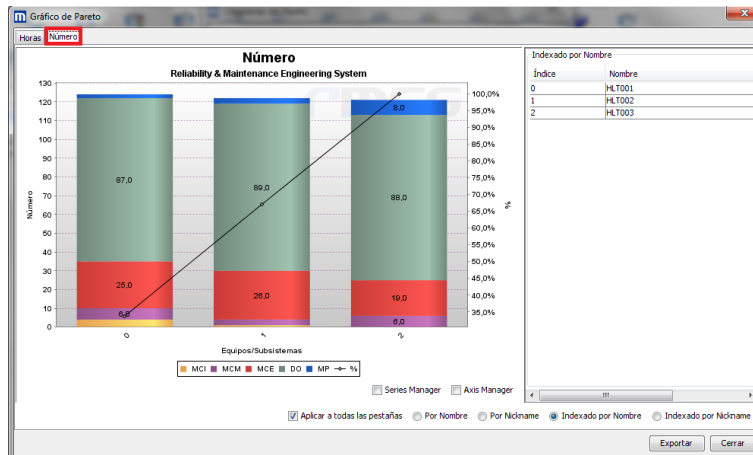 Gráfico de Pareto
Horas Número
Número
Reliability & Maintenance Engineering System
130
120
110
100
90
80
70
60
50
40
30
20
10
0
Número
87,0
25,0
6,0
89,0
26,0
8,0
88,0
19,0
6,0
100,0%
95,0%
90,0%
85,0%
80,0%
75,0%
70,0%
65,0%
60,0%
55,0%
50,0%
45,0%
40,0%
35,0%
%
0 1 2
Equipos/Subsistemas
MCI MCM MCE DO MP %
Series Manager Axis Manager
Indexado por Nombre
Índice Nombre
0 HLT001
1 HLT002
2 HLT003
Aplicar a todas las pestañas Por Nombre Por Nickname Indexado por Nombre Indexado por Nickname
Exportar Cerrar